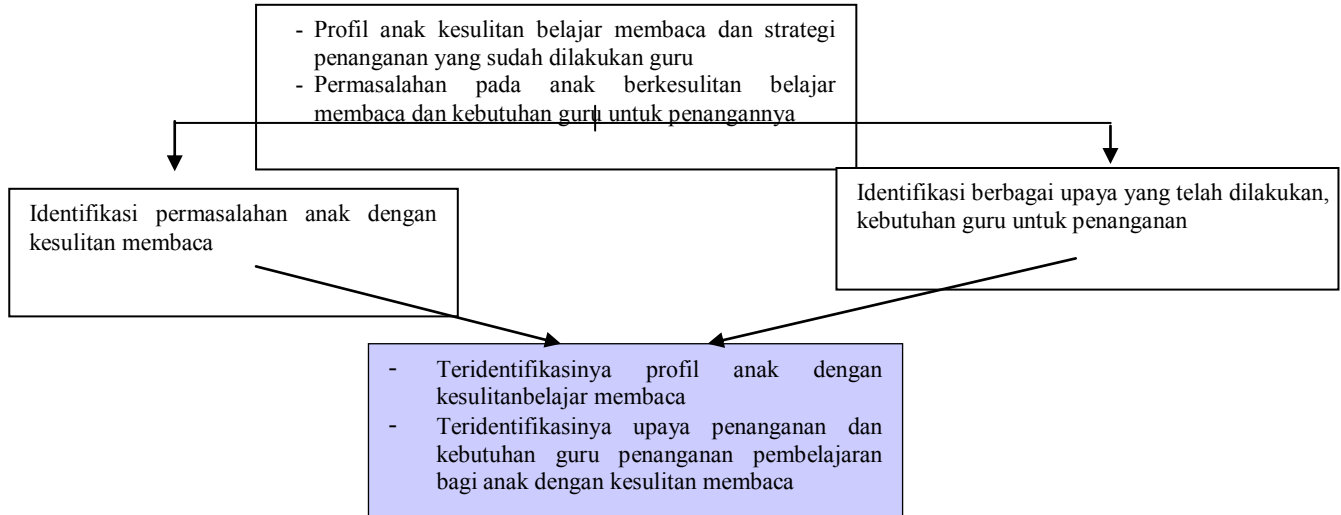 - Profil anak kesulitan belajar membaca dan strategi
penanganan yang sudah dilakukan guru
- Permasalahan pada anak berkesulitan belajar
membaca dan kebutuhan guru untuk penangannya
Identifikasi permasalahan anak dengan
kesulitan membaca
Identifikasi berbagai upaya yang telah dilakukan,
kebutuhan guru untuk penanganan
- Teridentifikasinya profil anak dengan
kesulitanbelajar membaca
- Teridentifikasinya upaya penanganan dan
kebutuhan guru penanganan pembelajaran
bagi anak dengan kesulitan membaca